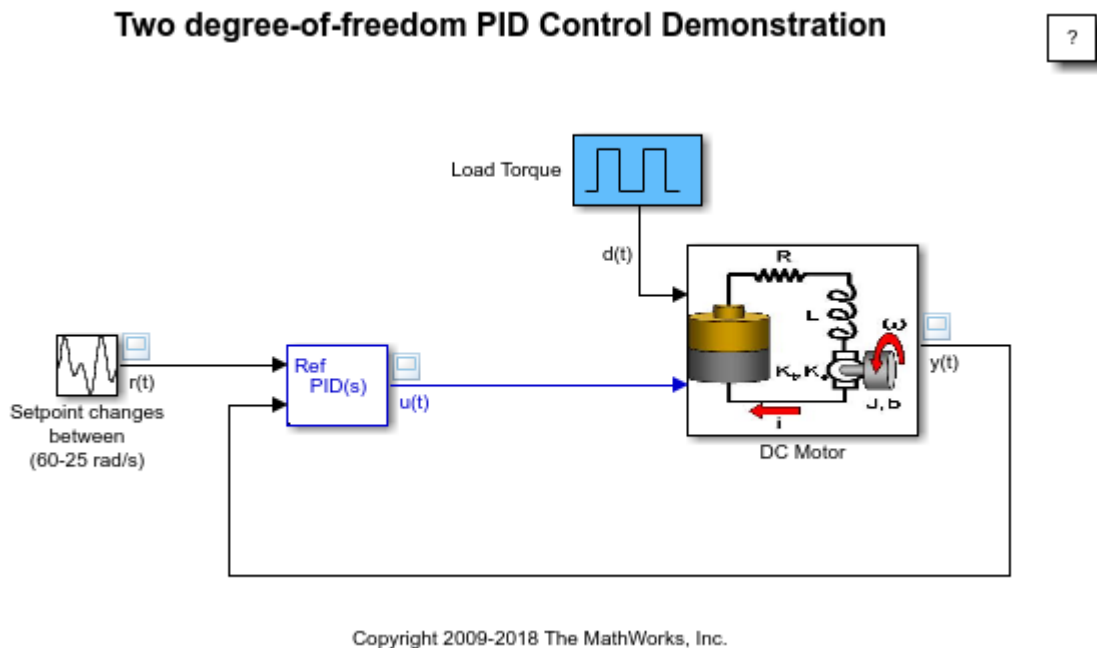 Two degree-of-freedom PID Control Demonstration
?
Load Torque
d(t)
R
L
ω
K
J, b
i
DC Motor
y(t)
r(t)
Setpoint changes
between
(60-25 rad/s)
Ref
PID(s)
u(t)
Copyright 2009-2018 The MathWorks, Inc.